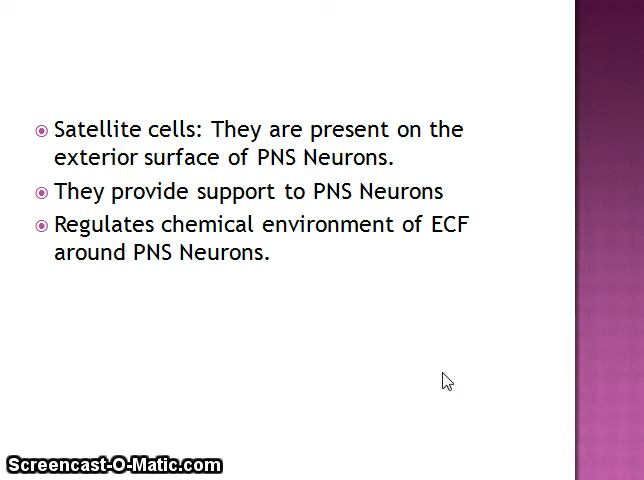 Satellite cells: They are present on the
exterior surface of PNS Neurons.
They provide support to PNS Neurons
Regulates chemical environment of ECF
around PNS Neurons.
Screencast-O-Matic.com